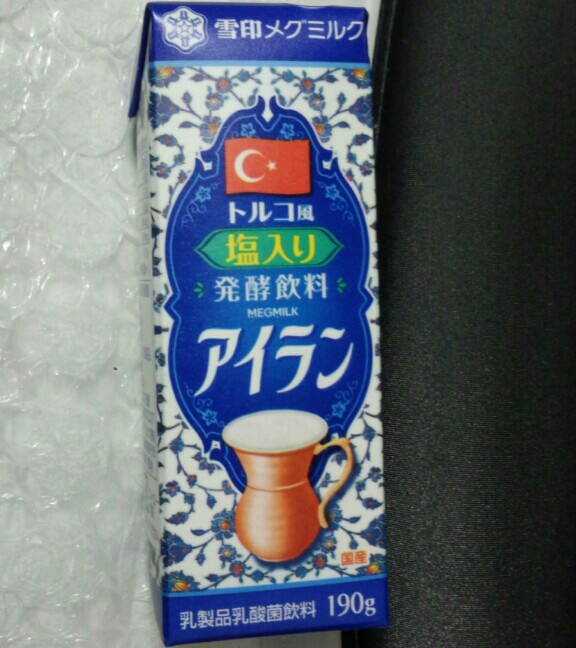 雪印メグミルク
トルコ風
塩入り
発酵飲料
MEGMILK
アイラン
国産
乳製品乳酸菌飲料 190g